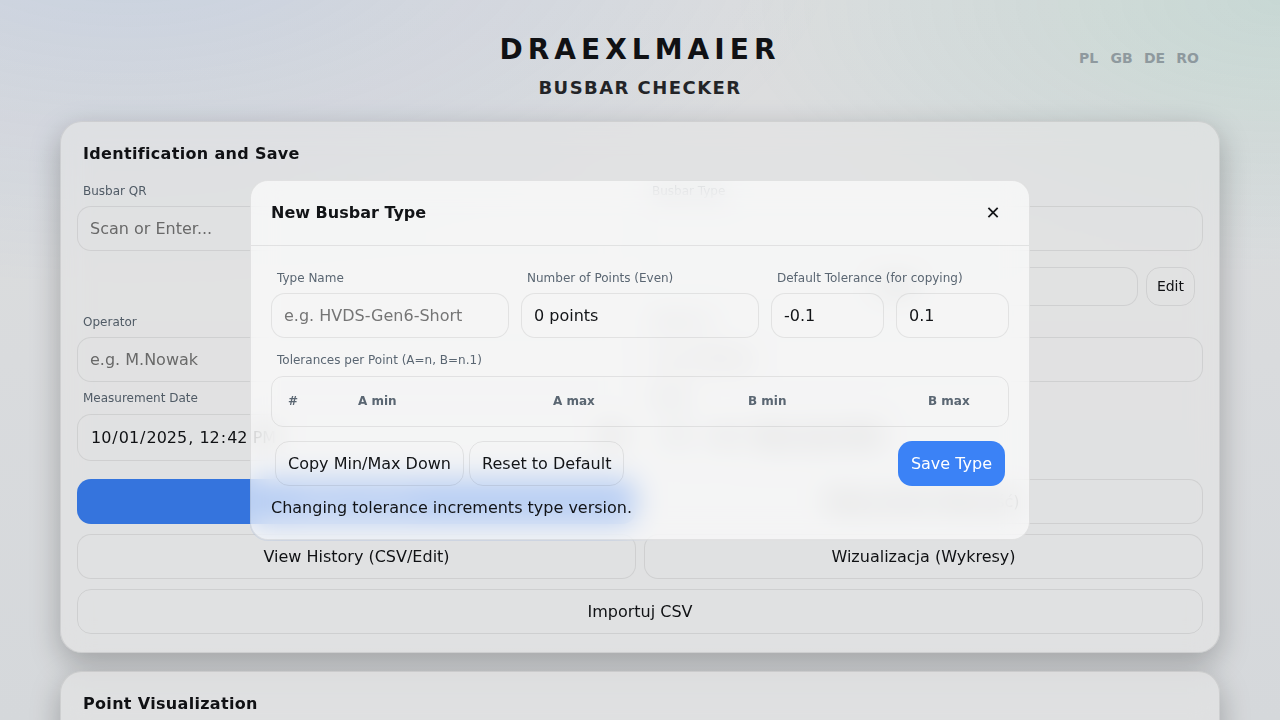 DRAEXLMAIER
BUSBAR CHECKER
PL GB DE RO
Identification and Save
Busbar QR
Busbar Type
Scan or Enter...
New Busbar Type
✕
Type Name
Number of Points (Even)
Default Tolerance (for copying)
e.g. HVDS-Gen6-Short
0 points
-0.1
0.1
Edit
Operator
e.g. M.Nowak
Tolerances per Point (A=n, B=n.1)
# A min A max B min B max
Measurement Date
10/01/2025, 12:42 PM
Copy Min/Max Down
Reset to Default
Save Type
Changing tolerance increments type version.
View History (CSV/Edit)
Wizualizacja (Wykresy)
Importuj CSV
Point Visualization